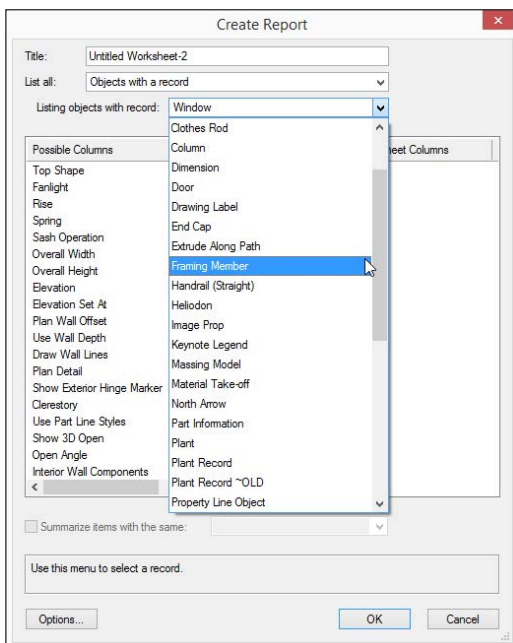 Create Report
Title: Untitled Worksheet-2
List all: Objects with a record
Listing objects with record: Window
Possible Columns
eet Columns
Top Shape
Fanlight
Rise
Spring
Sash Operation
Overall Width
Overall Height
Elevation
Elevation Set At
Plan Wall Offset
Use Wall Depth
Draw Wall Lines
Plan Detail
Show Exterior Hinge Marker
Clerestory
Use Part Line Styles
Show 3D Open
Open Angle
Interior Wall Components
Clothes Rod
Column
Dimension
Door
Drawing Label
End Cap
Extrude Along Path
Framing Member
Handrail (Straight)
Heliodon
Image Prop
Keynote Legend
Massing Model
Material Take-off
North Arrow
Part Information
Plant
Plant Record
Plant Record ~OLD
Property Line Object
Summarize items with the same:
Use this menu to select a record.
Options...
OK
Cancel